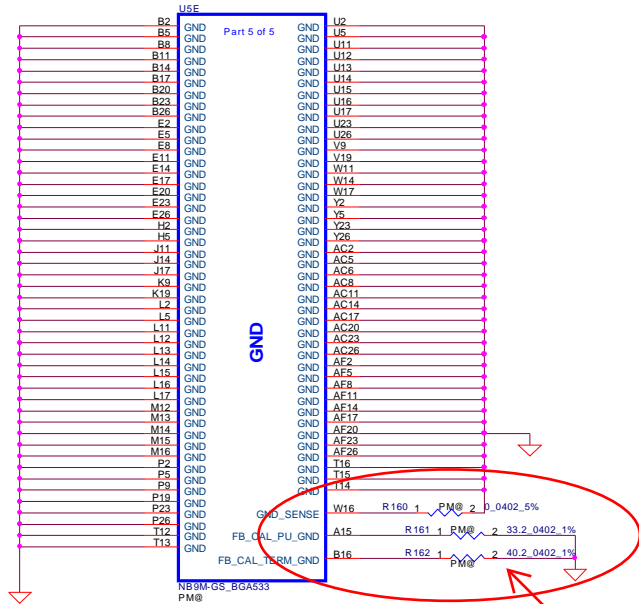 U5E
Part 5 of 5
B2 GND GND U2
B5 GND GND U5
B8 GND GND U11
B11 GND GND U12
B14 GND GND U13
B17 GND GND U14
B20 GND GND U15
B23 GND GND U16
B26 GND GND U17
E2 GND GND U23
E5 GND GND U26
E8 GND GND V9
E11 GND GND V19
E14 GND GND W11
E17 GND GND W14
E20 GND GND W17
E23 GND GND Y2
E26 GND GND Y5
H2 GND GND Y23
H5 GND GND Y26
J11 GND GND AC2
J14 GND GND AC5
J17 GND GND AC6
K9 GND GND AC8
K19 GND GND AC11
L2 GND GND AC14
L5 GND GND AC17
L11 GND GND AC20
L12 GND GND AC23
L13 GND GND AC26
L14 GND GND AF2
L15 GND GND AF5
L16 GND GND AF8
L17 GND GND AF11
M12 GND GND AF14
M13 GND GND AF17
M14 GND GND AF20
M15 GND GND AF23
M16 GND GND AF26
P2 GND GND T16
P5 GND GND T15
P9 GND GND T14
P19 GND
P23 GND GND_SENSE W16 R160 1 PM@ 2 0_0402_5%
P26 GND
T12 GND FB_CAL_PU_GND A15 R161 1 PM@ 2 33.2_0402_1%
T13 GND
FB_CAL_TERM_GND B16 R162 1 PM@ 2 40.2_0402_1%
GND
NB9M-GS_BGA533
PM@